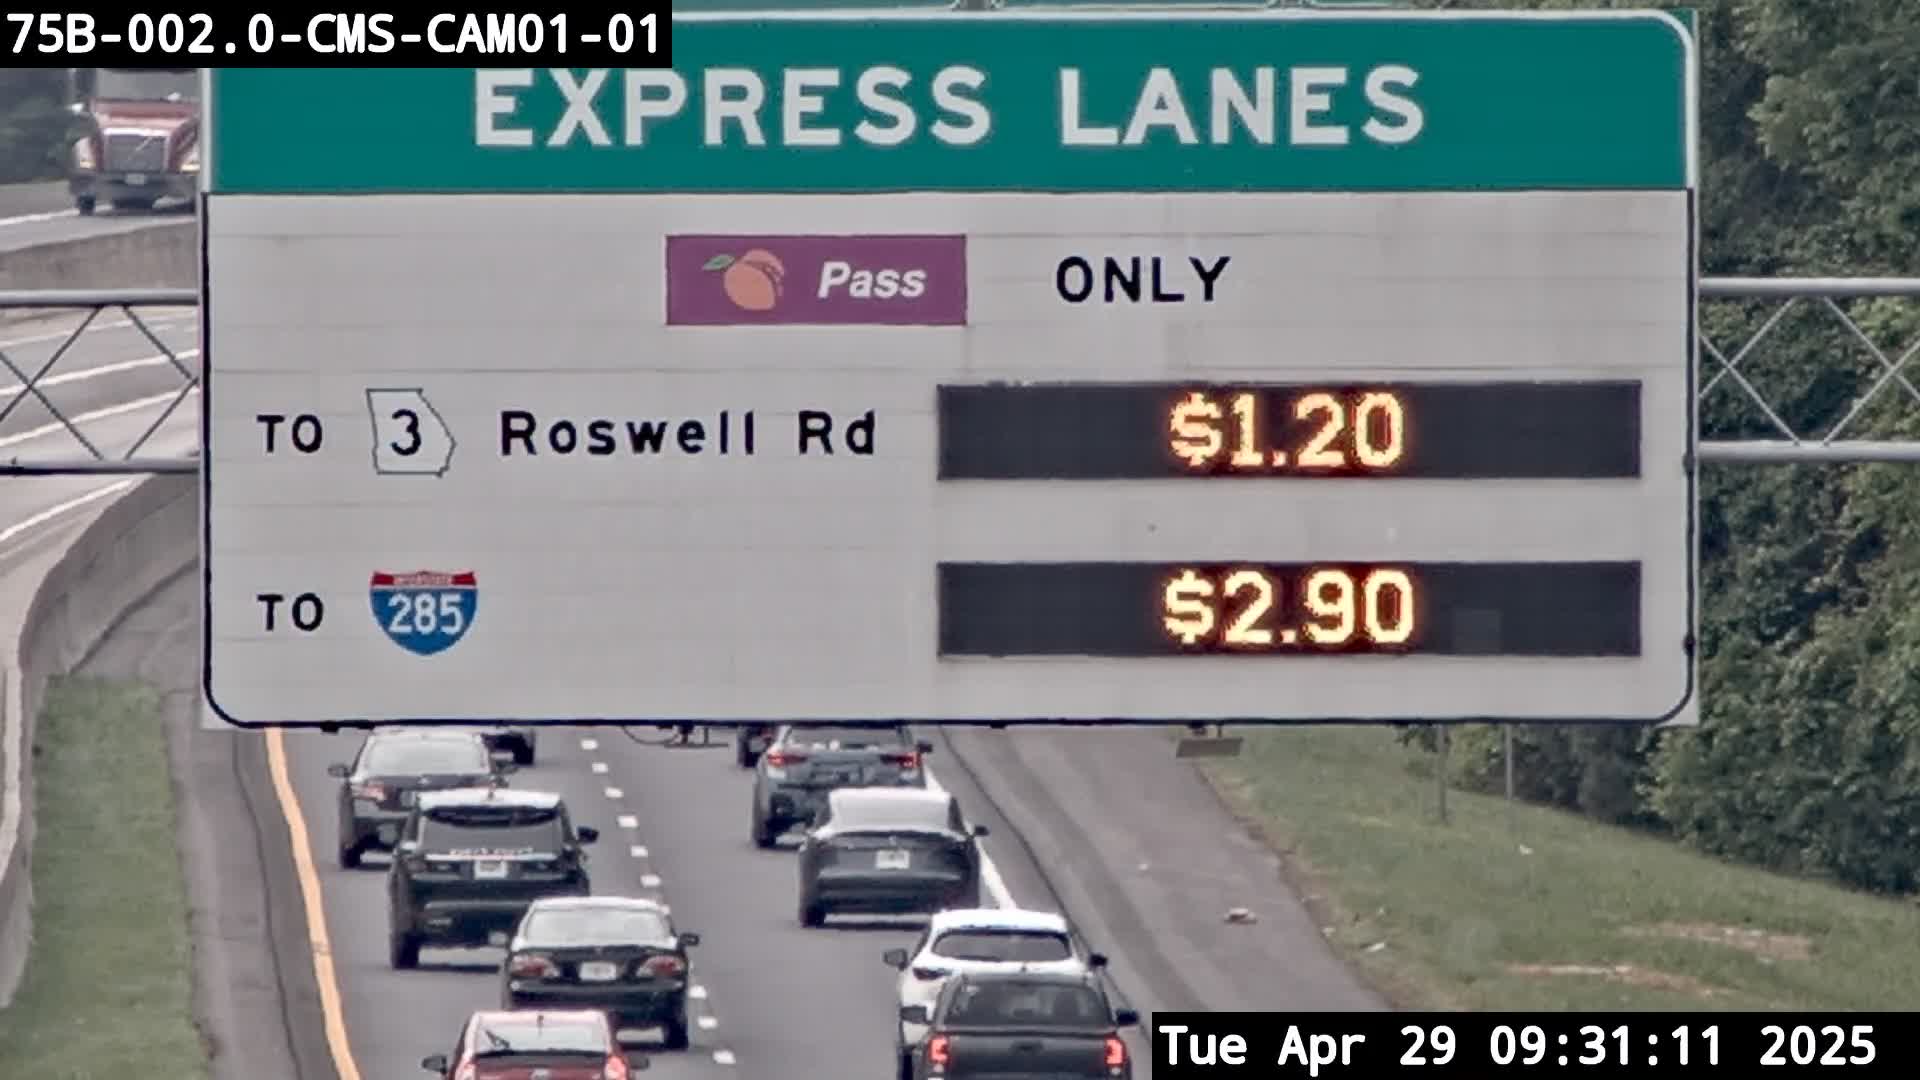 75B-002.0-CMS-CAM01-01
EXPRESS LANES
Pass ONLY
TO 3 Roswell Rd $1.20
TO INTERSTATE 285 $2.90
Tue Apr 29 09:31:11 2025